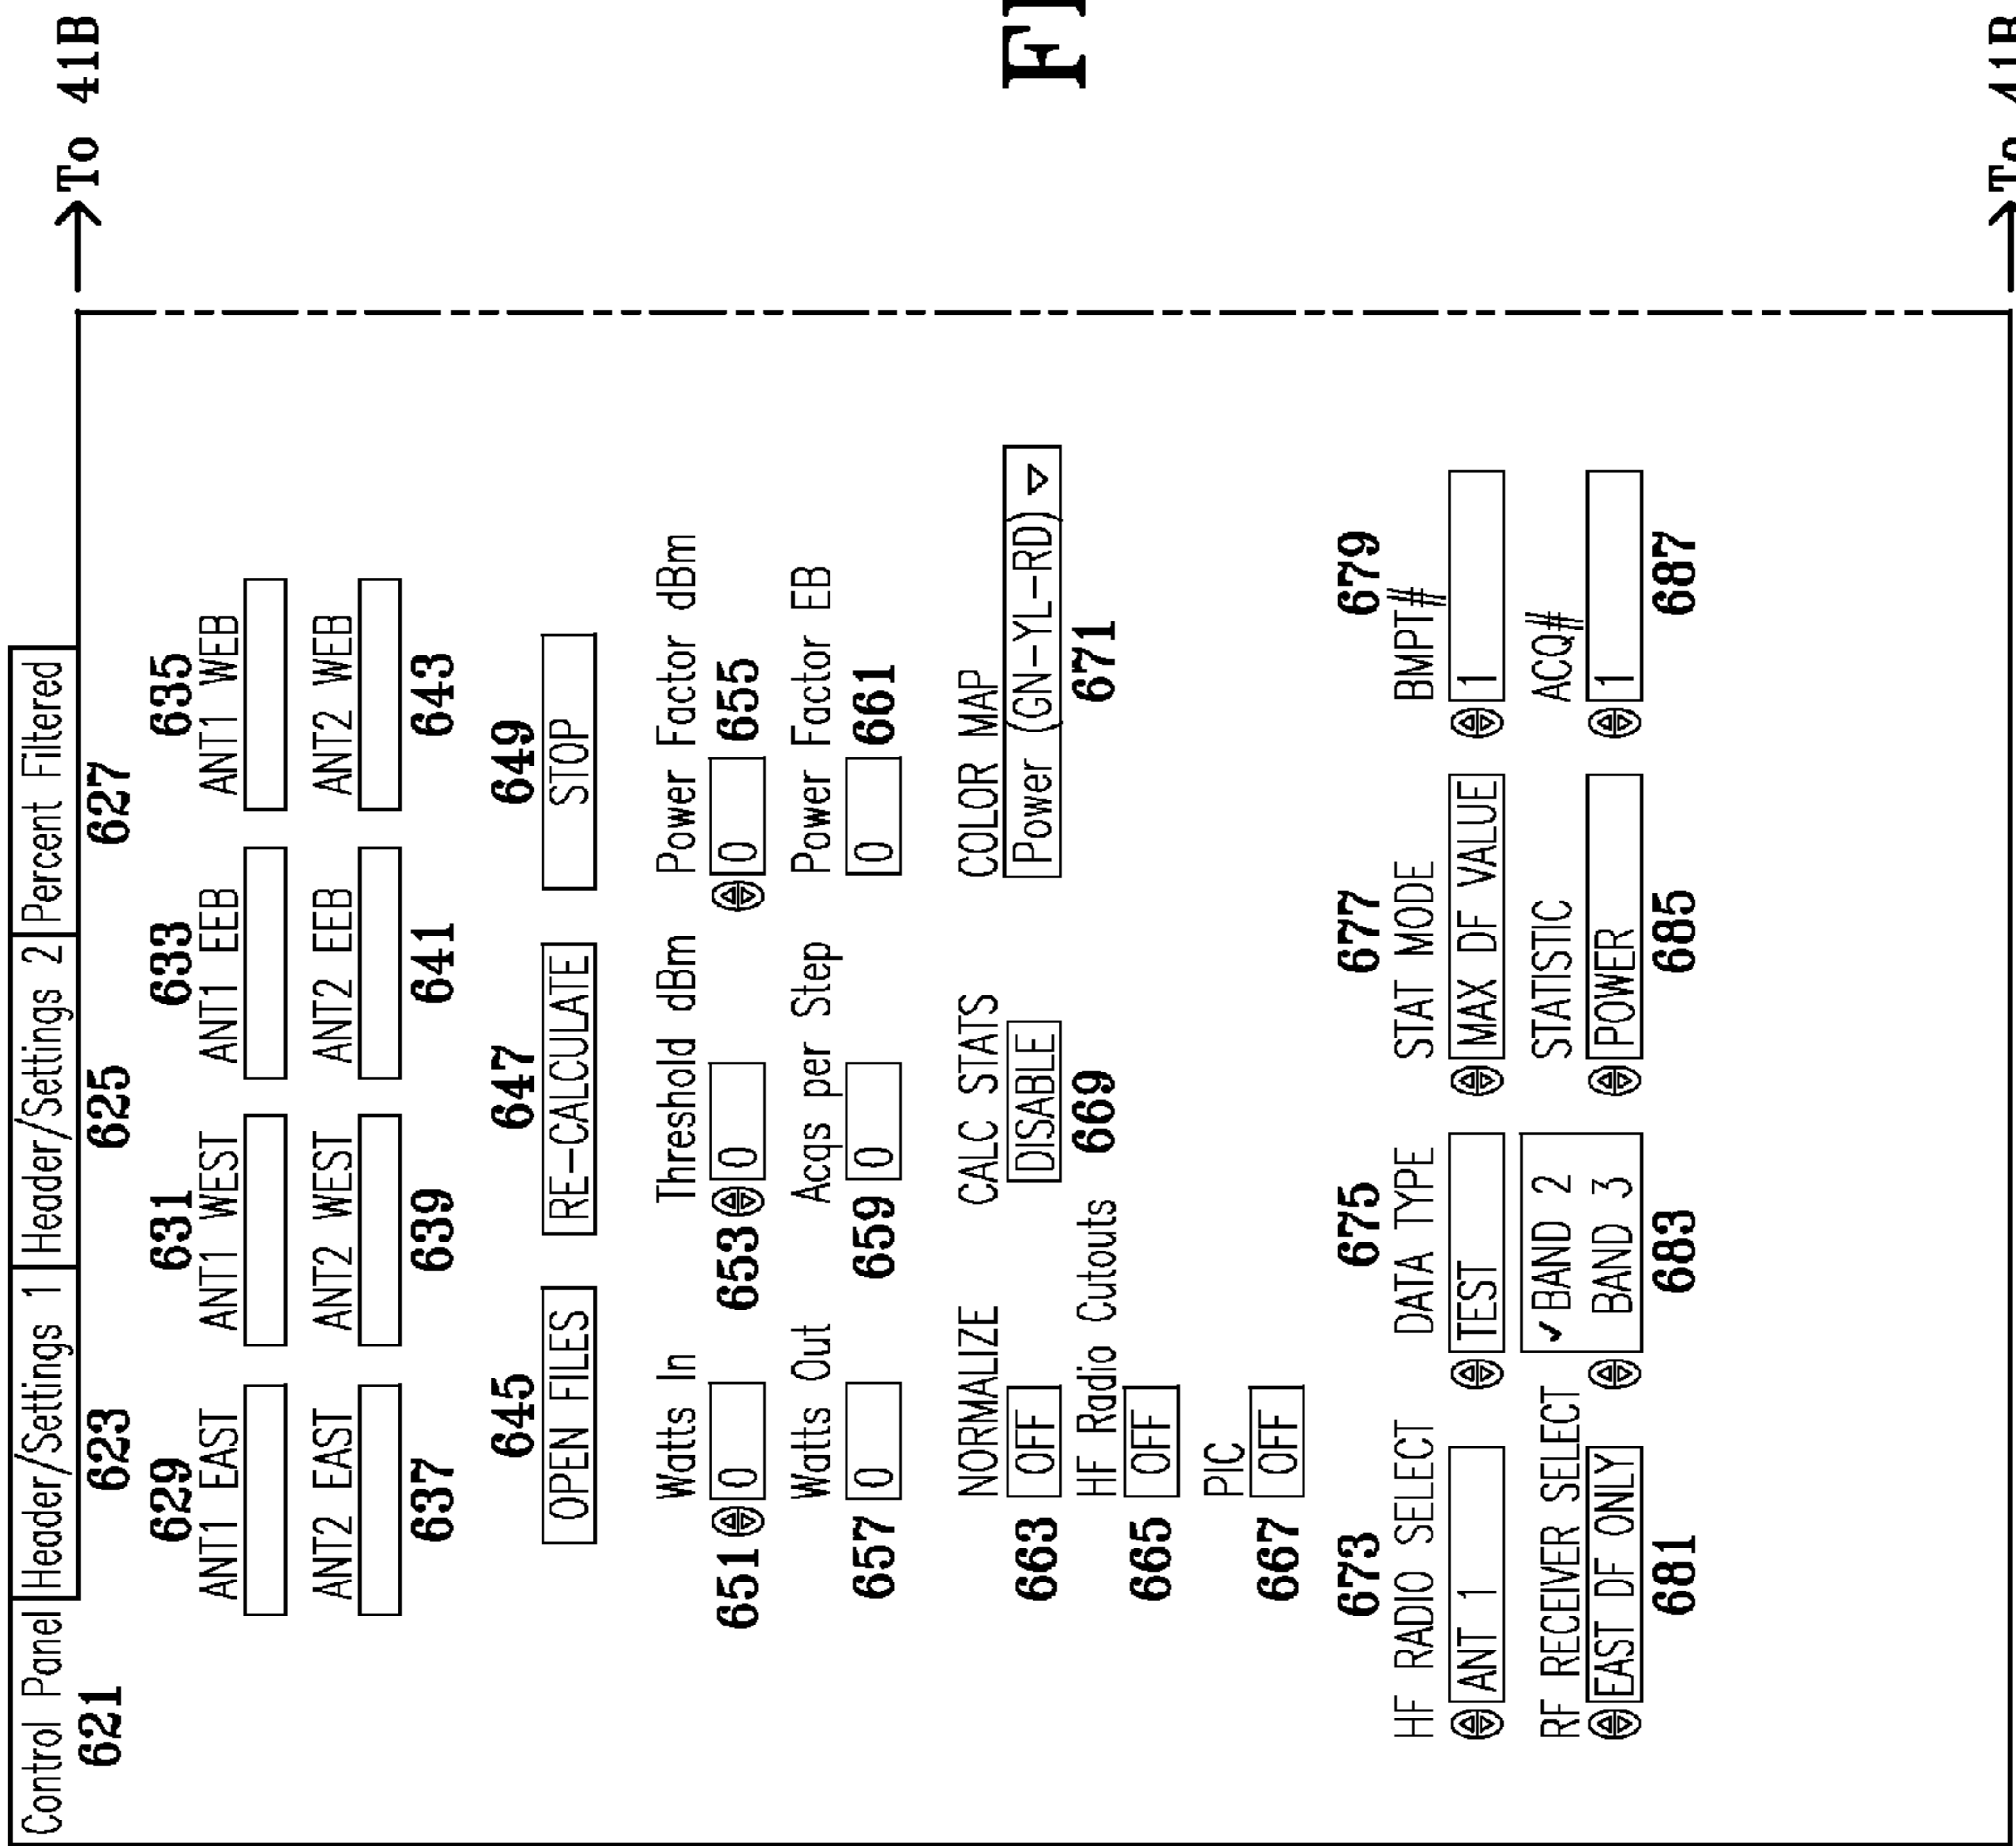 Control Panel Header/Settings 1 Header/Settings 2 Percent Filtered
621 623 625 627
→To 41B
629 631 633 635
ANT1 EAST ANT1 WEST ANT1 EEB ANT1 WEB
ANT2 EAST ANT2 WEST ANT2 EEB ANT2 WEB
637 639 641 643
645 647 649
OPEN FILES RE-CALCULATE STOP
Watts In Threshold dBm Power Factor dBm
651 0 653 0 0 655
Watts Out Acqs per Step Power Factor EB
657 0 659 0 0 661
NORMALIZE CALC STATS COLOR MAP
663 OFF DISABLE Power (GN-YL-RD)
669 671
HF Radio Cutouts
665 OFF
PIC
667 OFF
673 675 677 679
HF RADIO SELECT DATA TYPE STAT MODE BMPT#
ANT 1 TEST MAX DF VALUE 1
RF RECEIVER SELECT ✓BAND 2 STATISTIC ACQ#
EAST DF ONLY BAND 3 POWER 1
681 683 685 687
→To 41B